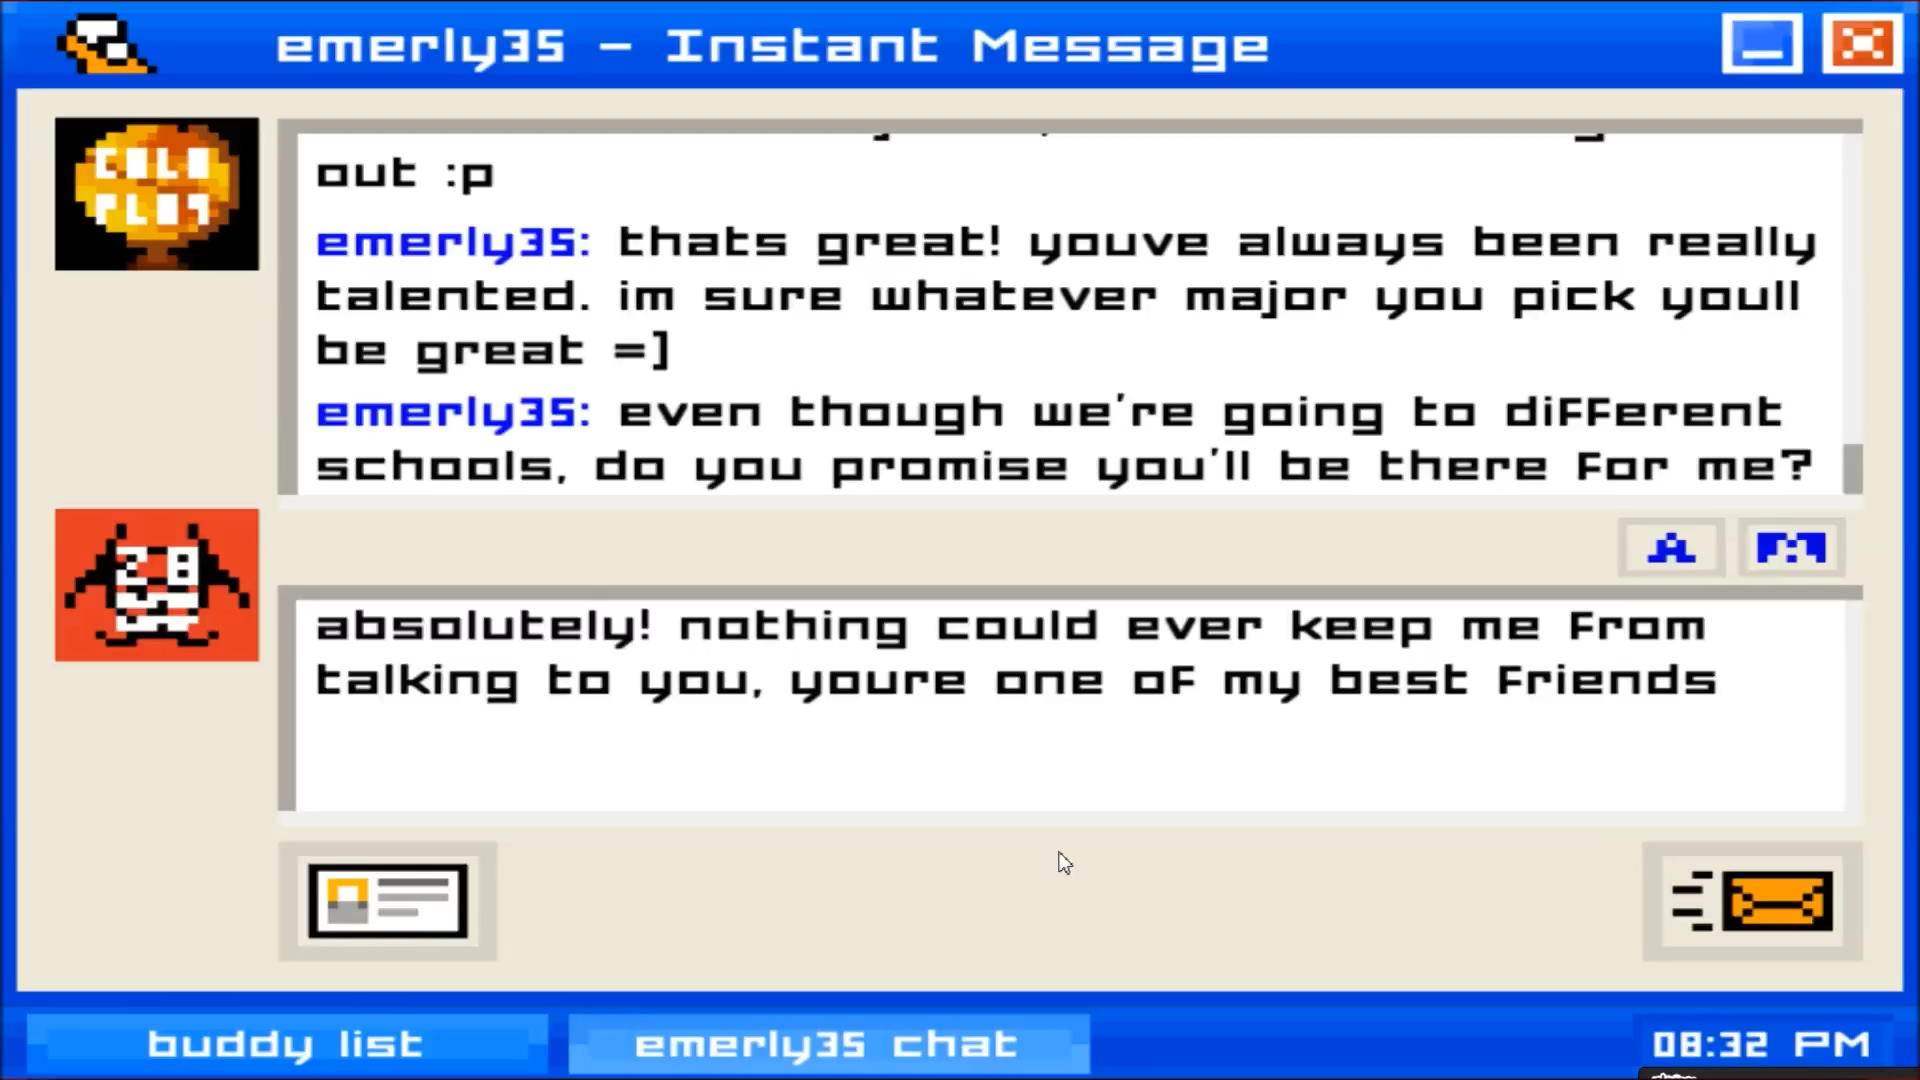 emerly35 - Instant Message
COLD
PLAY
out :p
emerly35: thats great! youve always been really
talented. im sure whatever major you pick youll
be great =]
emerly35: even though we're going to different
schools, do you promise you'll be there for me?
A
absolutely! nothing could ever keep me from
talking to you, youre one of my best friends
buddy list
emerly35 chat
08:32 PM